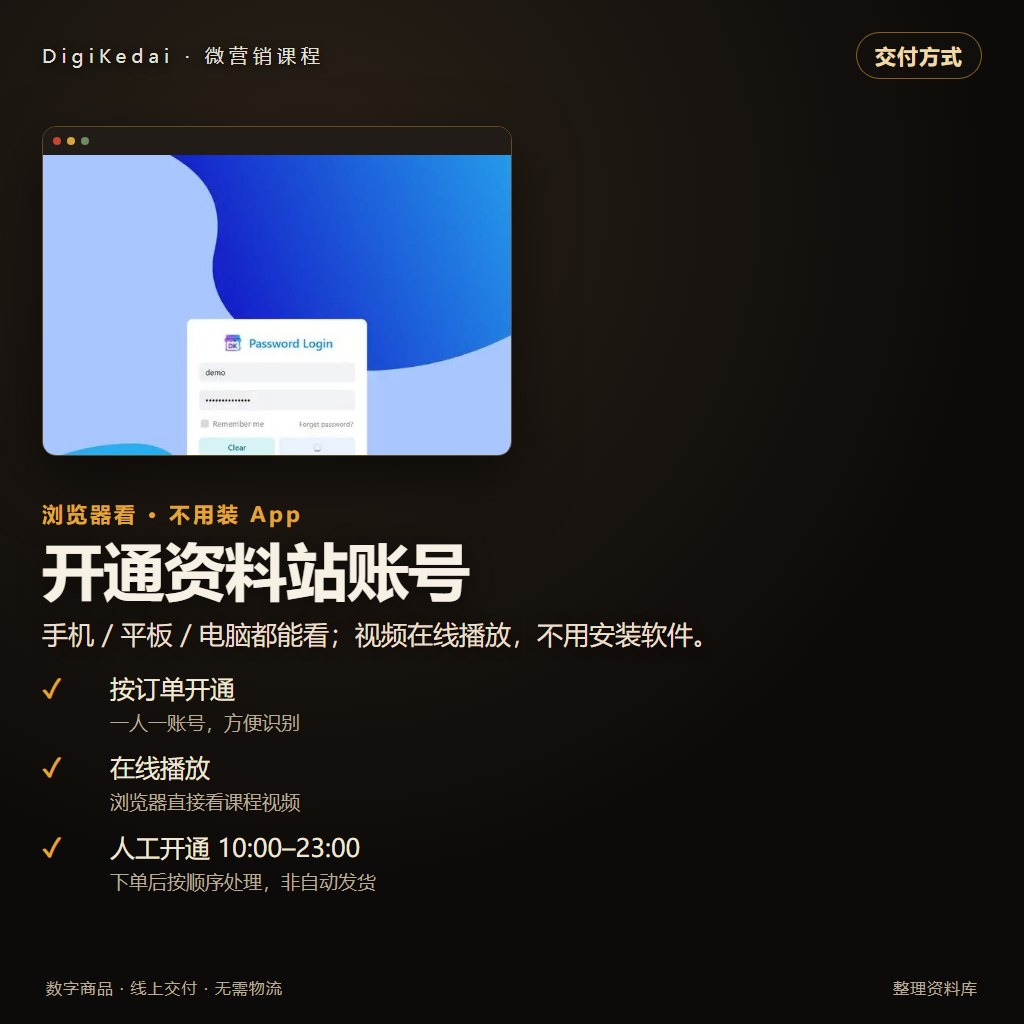 DigiKedai · 微营销课程
交付方式
DK Password Login
demo
••••••••••••••
Remember me Forget password?
Clear
浏览器看 • 不用装 App
开通资料站账号
手机 / 平板 / 电脑都能看；视频在线播放，不用安装软件。
✓ 按订单开通
一人一账号，方便识别
✓ 在线播放
浏览器直接看课程视频
✓ 人工开通 10:00–23:00
下单后按顺序处理，非自动发货
数字商品 · 线上交付 · 无需物流
整理资料库